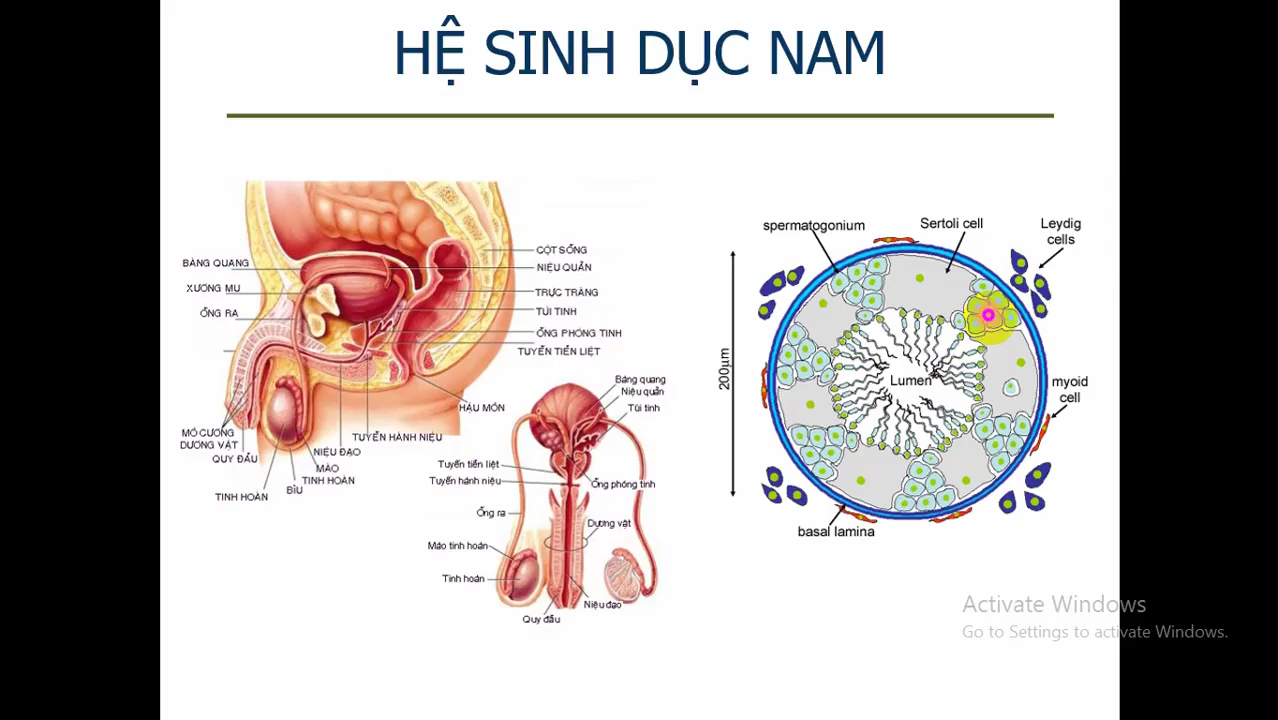 HỆ SINH DỤC NAM
BÀNG QUANG
XƯƠNG MU
ỐNG RA
MÔ CƯƠNG
DƯƠNG VẬT
QUY ĐẦU
TINH HOÀN
BÌU
MÀO
TINH HOÀN
NIỆU ĐẠO
TUYẾN HÀNH NIỆU
HẬU MÔN
CỘT SỐNG
NIỆU QUẢN
TRỰC TRÀNG
TÚI TINH
ỐNG PHÓNG TINH
TUYẾN TIỀN LIỆT
Bàng quang
Niệu quản
Túi tinh
Tuyến tiền liệt
Tuyến hành niệu
Ống phóng tinh
Ống ra
Dương vật
Mào tinh hoàn
Tinh hoàn
Niệu đạo
Quy đầu
spermatogonium
Sertoli cell
Leydig
cells
200µm
Lumen
myoid
cell
basal lamina
Activate Windows
Go to Settings to activate Windows.